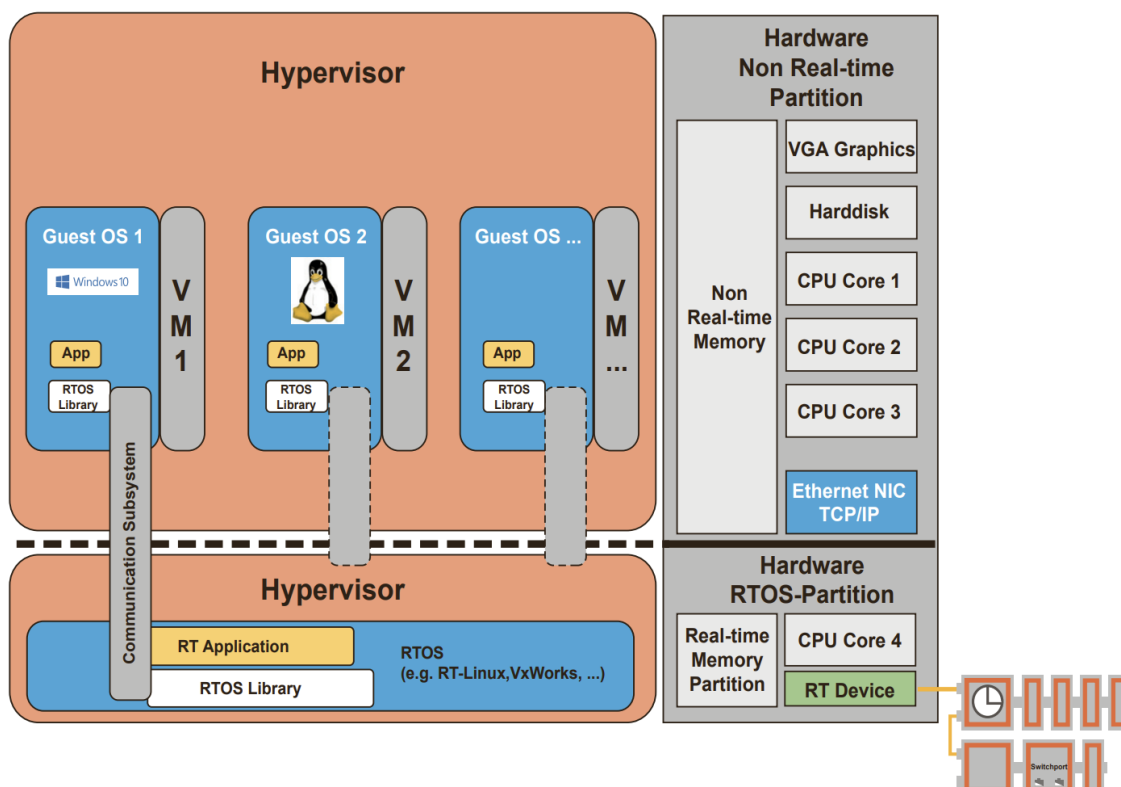 Hypervisor
Guest OS 1
Windows 10
App
RTOS
Library
V
M
1
Guest OS 2
App
RTOS
Library
V
M
2
Guest OS ...
App
RTOS
Library
V
M
...
Communication Subsystem
Hypervisor
RT Application
RTOS Library
RTOS
(e.g. RT-Linux,VxWorks, ...)
Hardware
Non Real-time
Partition
Non
Real-time
Memory
VGA Graphics
Harddisk
CPU Core 1
CPU Core 2
CPU Core 3
Ethernet NIC
TCP/IP
Hardware
RTOS-Partition
Real-time
Memory
Partition
CPU Core 4
RT Device
Switchport